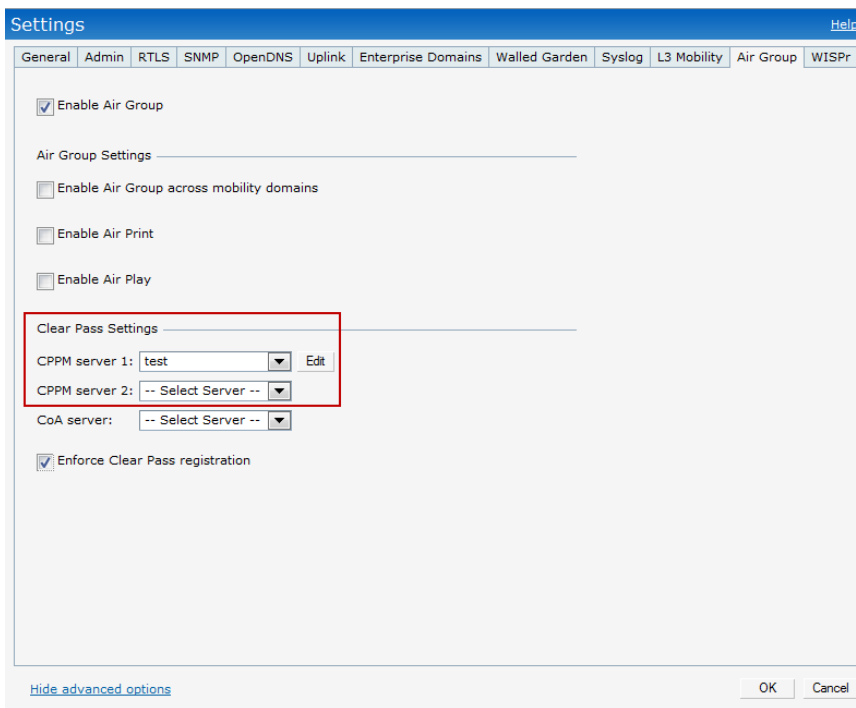 Settings
Help
General Admin RTLS SNMP OpenDNS Uplink Enterprise Domains Walled Garden Syslog L3 Mobility Air Group WISPr
Enable Air Group
Air Group Settings
Enable Air Group across mobility domains
Enable Air Print
Enable Air Play
Clear Pass Settings
CPPM server 1: test Edit
CPPM server 2: -- Select Server --
CoA server: -- Select Server --
Enforce Clear Pass registration
Hide advanced options
OK Cancel